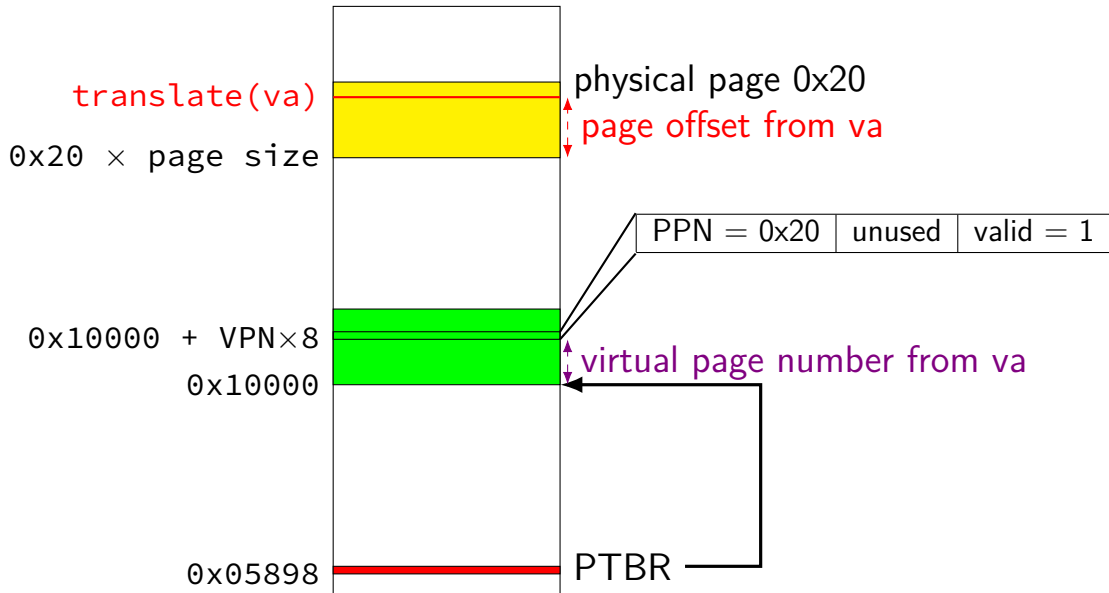 physical page 0x20
translate(va)
page offset from va
0x20 × page size
PPN = 0x20 unused valid = 1
0x10000 + VPN×8
virtual page number from va
0x10000
PTBR
0x05898